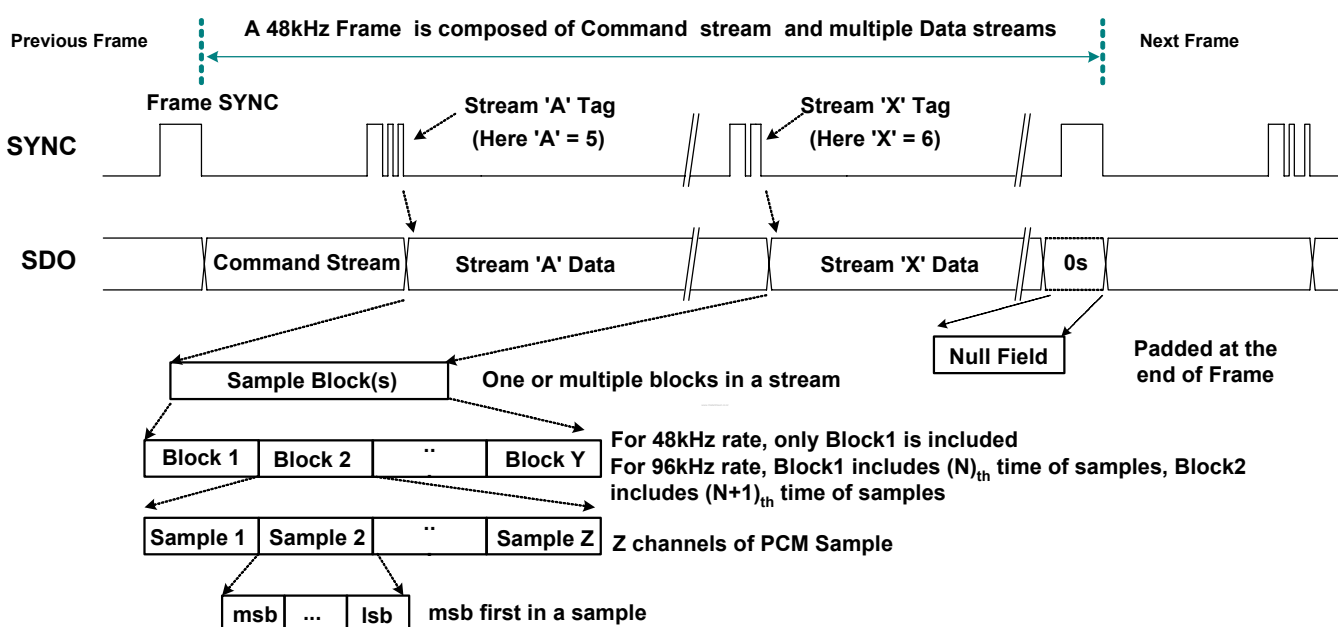 A 48kHz Frame is composed of Command stream and multiple Data streams
Previous Frame
Next Frame
Frame SYNC
Stream 'A' Tag
(Here 'A' = 5)
Stream 'X' Tag
(Here 'X' = 6)
SYNC
SDO
Command Stream
Stream 'A' Data
Stream 'X' Data
0s
Null Field
Padded at the
end of Frame
Sample Block(s)
One or multiple blocks in a stream
Block 1
Block 2
..
Block Y
For 48kHz rate, only Block1 is included
For 96kHz rate, Block1 includes (N)th time of samples, Block2
includes (N+1)th time of samples
Sample 1
Sample 2
..
Sample Z
Z channels of PCM Sample
msb
...
lsb
msb first in a sample